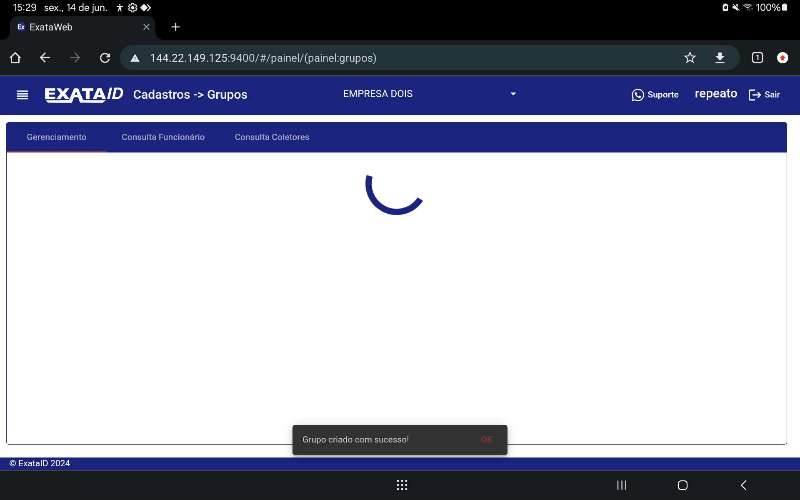 15:29 sex., 14 de jun. 100%
Ex ExataWeb
144.22.149.125:9400/#/painel/(painel:grupos) 1
EXATAID Cadastros -> Grupos EMPRESA DOIS Suporte repeato Sair
Gerenciamento Consulta Funcionário Consulta Coletores
Grupo criado com sucesso! OK
© ExataID 2024